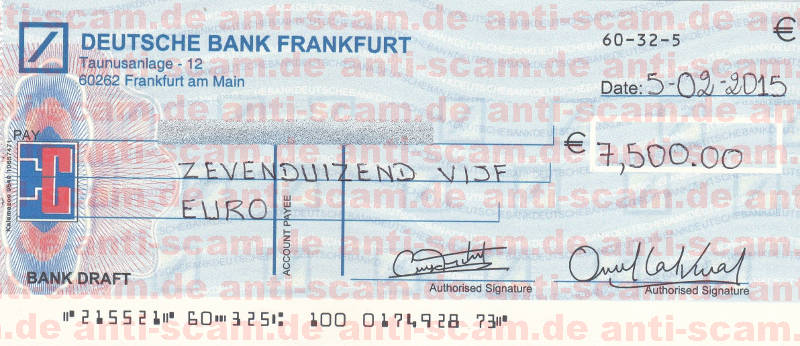 anti-scam.de anti-scam.de anti-scam.de
DEUTSCHE BANK FRANKFURT
Taunusanlage - 12
60262 Frankfurt am Main
60-32-5
€
Date: 5-02-2015
PAY
€ 7,500.00
ZEVENDUIZEND VIJF
EURO
ACCOUNT PAYEE
BANK DRAFT
Authorised Signature
Authorised Signature
215521 60 325 100 0174928 73